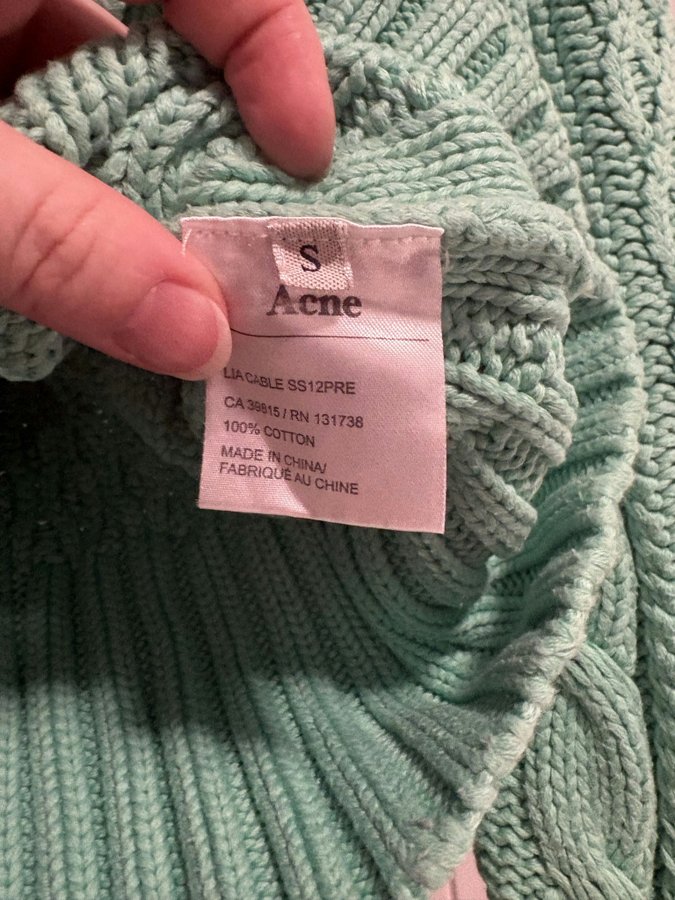 S
Acne
LIA CABLE SS12PRE
CA 39815 / RN 131738
100% COTTON
MADE IN CHINA/
FABRIQUÉ AU CHINE